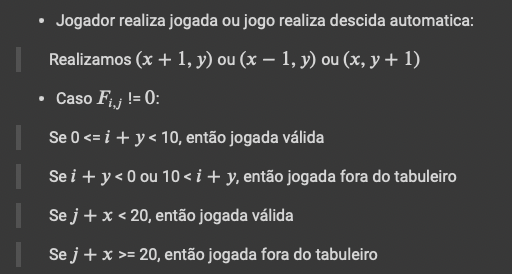 • Jogador realiza jogada ou jogo realiza descida automatica:
Realizamos (x + 1, y) ou (x − 1, y) ou (x, y + 1)
• Caso F_{i,j} != 0:
Se 0 <= i + y < 10, então jogada válida
Se i + y < 0 ou 10 < i + y, então jogada fora do tabuleiro
Se j + x < 20, então jogada válida
Se j + x >= 20, então jogada fora do tabuleiro